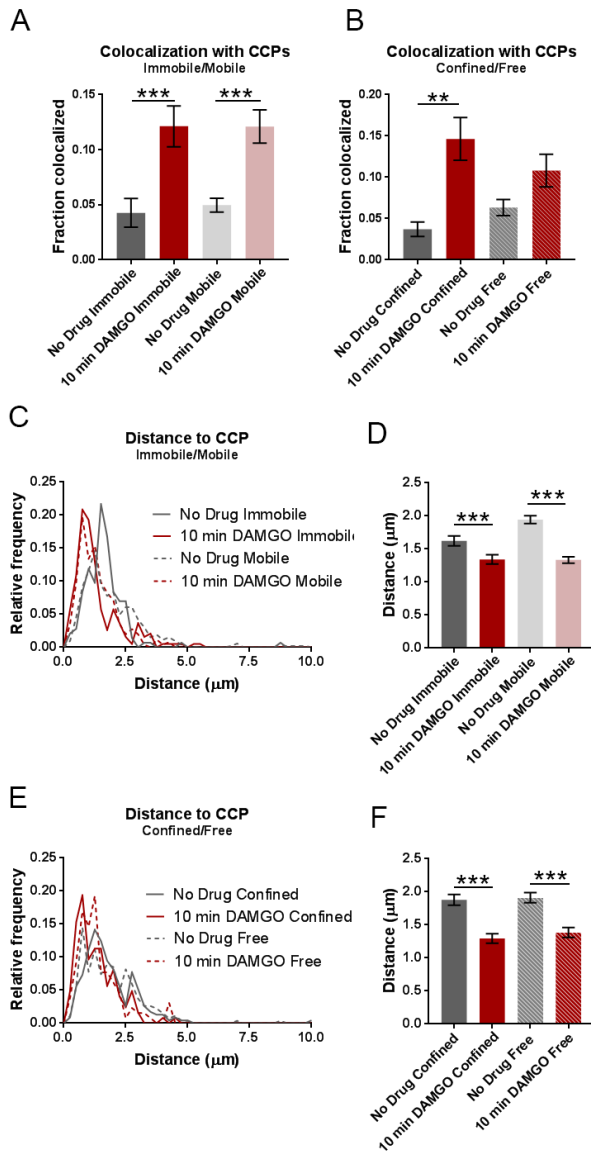 A
Colocalization with CCPs
Immobile/Mobile
Fraction colocalized
0.15
0.10
0.05
0.00
***
***
No Drug Immobile
10 min DAMGO Immobile
No Drug Mobile
10 min DAMGO Mobile
B
Colocalization with CCPs
Confined/Free
Fraction colocalized
0.20
0.15
0.10
0.05
0.00
**
No Drug Confined
10 min DAMGO Confined
No Drug Free
10 min DAMGO Free
C
Distance to CCP
Immobile/Mobile
Relative frequency
0.25
0.20
0.15
0.10
0.05
0.00
No Drug Immobile
10 min DAMGO Immobile
No Drug Mobile
10 min DAMGO Mobile
0.0
2.5
5.0
7.5
10.0
Distance (μm)
D
Distance (μm)
2.5
2.0
1.5
1.0
0.5
0.0
***
***
No Drug Immobile
10 min DAMGO Immobile
No Drug Mobile
10 min DAMGO Mobile
E
Distance to CCP
Confined/Free
Relative frequency
0.25
0.20
0.15
0.10
0.05
0.00
No Drug Confined
10 min DAMGO Confined
No Drug Free
10 min DAMGO Free
0.0
2.5
5.0
7.5
10.0
Distance (μm)
F
Distance (μm)
2.5
2.0
1.5
1.0
0.5
0.0
***
***
No Drug Confined
10 min DAMGO Confined
No Drug Free
10 min DAMGO Free